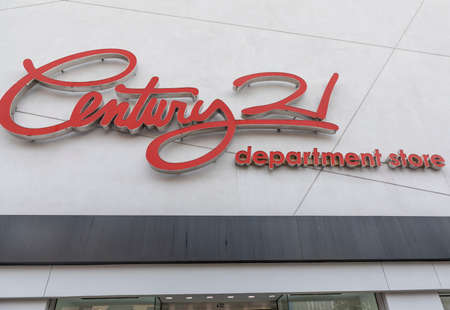 Century 21
department store